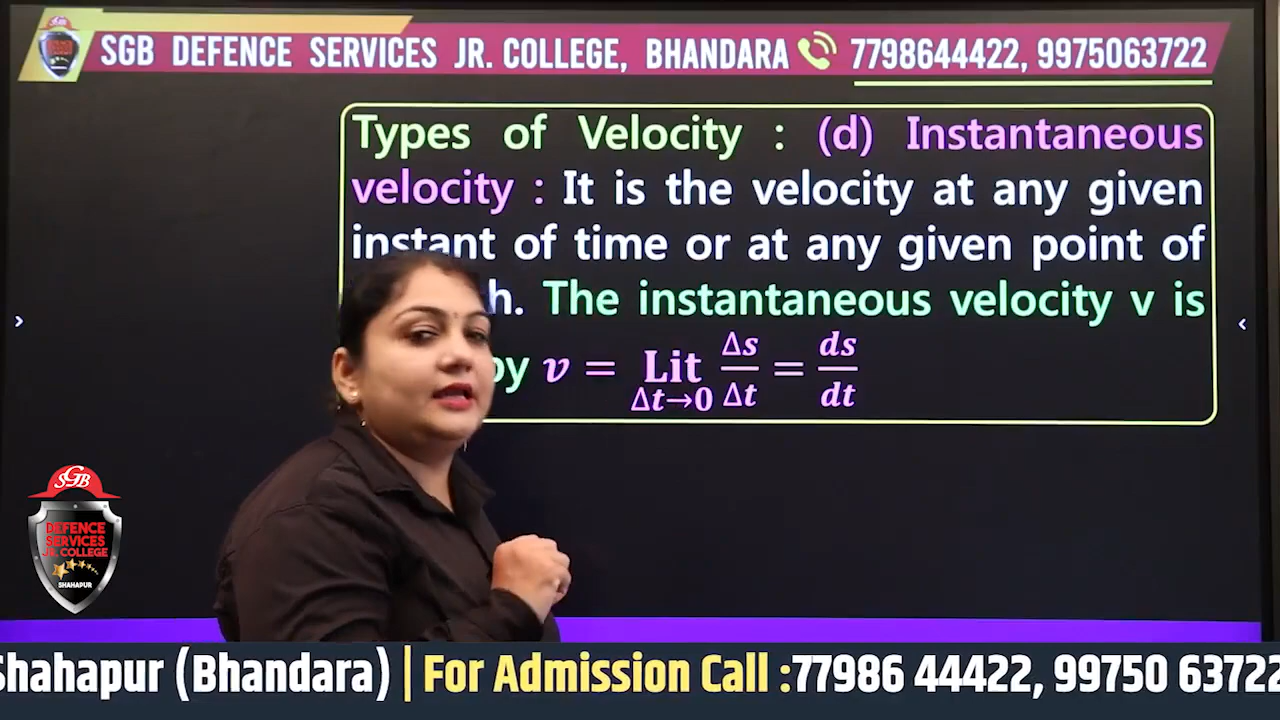 SGB DEFENCE SERVICES JR. COLLEGE, BHANDARA 7798644422, 9975063722
Types of Velocity : (d) Instantaneous
velocity : It is the velocity at any given
instant of time or at any given point of
h. The instantaneous velocity v is
by v = Lit Δt→0 Δs/Δt = ds/dt
SGB
DEFENCE
SERVICES
JR. COLLEGE
SHAHAPUR
Shahapur (Bhandara) | For Admission Call :77986 44422, 99750 63722